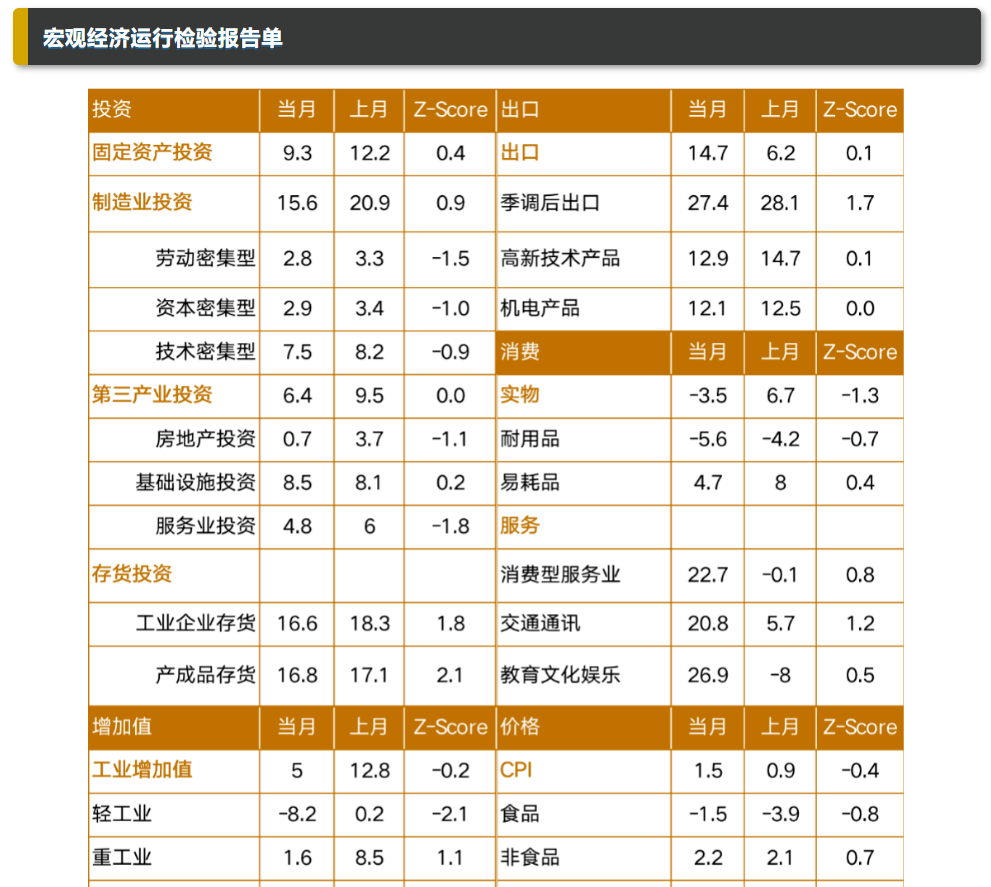 宏观经济运行检验报告单
投资 当月 上月 Z-Score 出口 当月 上月 Z-Score
固定资产投资 9.3 12.2 0.4 出口 14.7 6.2 0.1
制造业投资 15.6 20.9 0.9 季调后出口 27.4 28.1 1.7
劳动密集型 2.8 3.3 -1.5 高新技术产品 12.9 14.7 0.1
资本密集型 2.9 3.4 -1.0 机电产品 12.1 12.5 0.0
技术密集型 7.5 8.2 -0.9 消费 当月 上月 Z-Score
第三产业投资 6.4 9.5 0.0 实物 -3.5 6.7 -1.3
房地产投资 0.7 3.7 -1.1 耐用品 -5.6 -4.2 -0.7
基础设施投资 8.5 8.1 0.2 易耗品 4.7 8 0.4
服务业投资 4.8 6 -1.8 服务
存货投资 消费型服务业 22.7 -0.1 0.8
工业企业存货 16.6 18.3 1.8 交通通讯 20.8 5.7 1.2
产成品存货 16.8 17.1 2.1 教育文化娱乐 26.9 -8 0.5
增加值 当月 上月 Z-Score 价格 当月 上月 Z-Score
工业增加值 5 12.8 -0.2 CPI 1.5 0.9 -0.4
轻工业 -8.2 0.2 -2.1 食品 -1.5 -3.9 -0.8
重工业 1.6 8.5 1.1 非食品 2.2 2.1 0.7